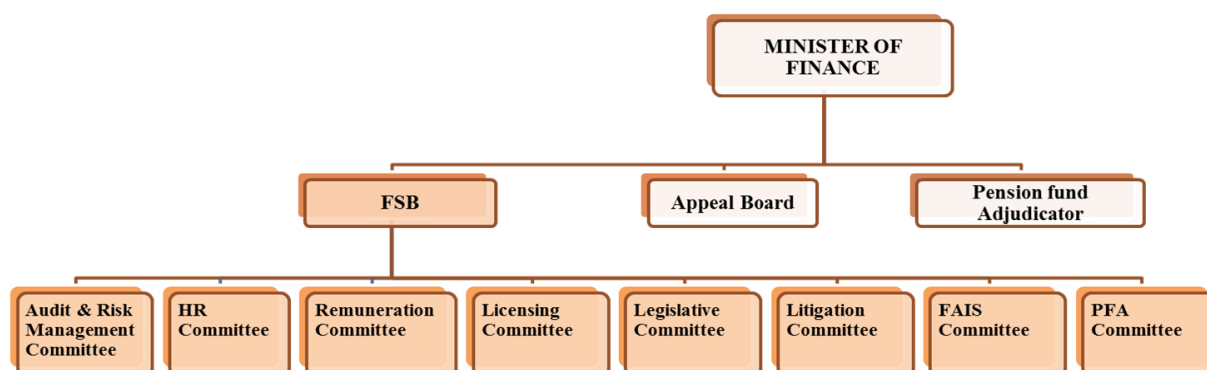 MINISTER OF
FINANCE
FSB
Appeal Board
Pension fund
Adjudicator
Audit & Risk
Management
Committee
HR
Committee
Remuneration
Committee
Licensing
Committee
Legislative
Committee
Litigation
Committee
FAIS
Committee
PFA
Committee